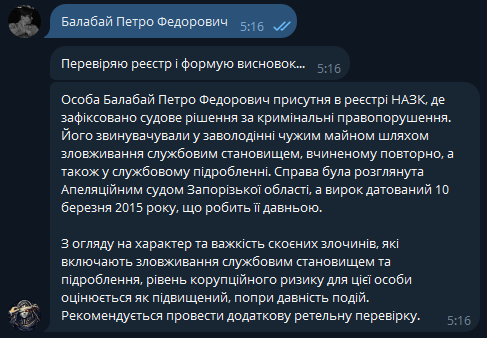 Балабай Петро Федорович 5:16
Перевіряю реєстр і формую висновок... 5:16
Особа Балабай Петро Федорович присутня в реєстрі НАЗК, де
зафіксовано судове рішення за кримінальні правопорушення.
Його звинувачували у заволодінні чужим майном шляхом
зловживання службовим становищем, вчиненому повторно, а
також у службовому підробленні. Справа була розглянута
Апеляційним судом Запорізької області, а вирок датований 10
березня 2015 року, що робить її давньою.
З огляду на характер та важкість скоєних злочинів, які
включають зловживання службовим становищем та
підроблення, рівень корупційного ризику для цієї особи
оцінюється як підвищений, попри давність подій.
Рекомендується провести додаткову ретельну перевірку. 5:16